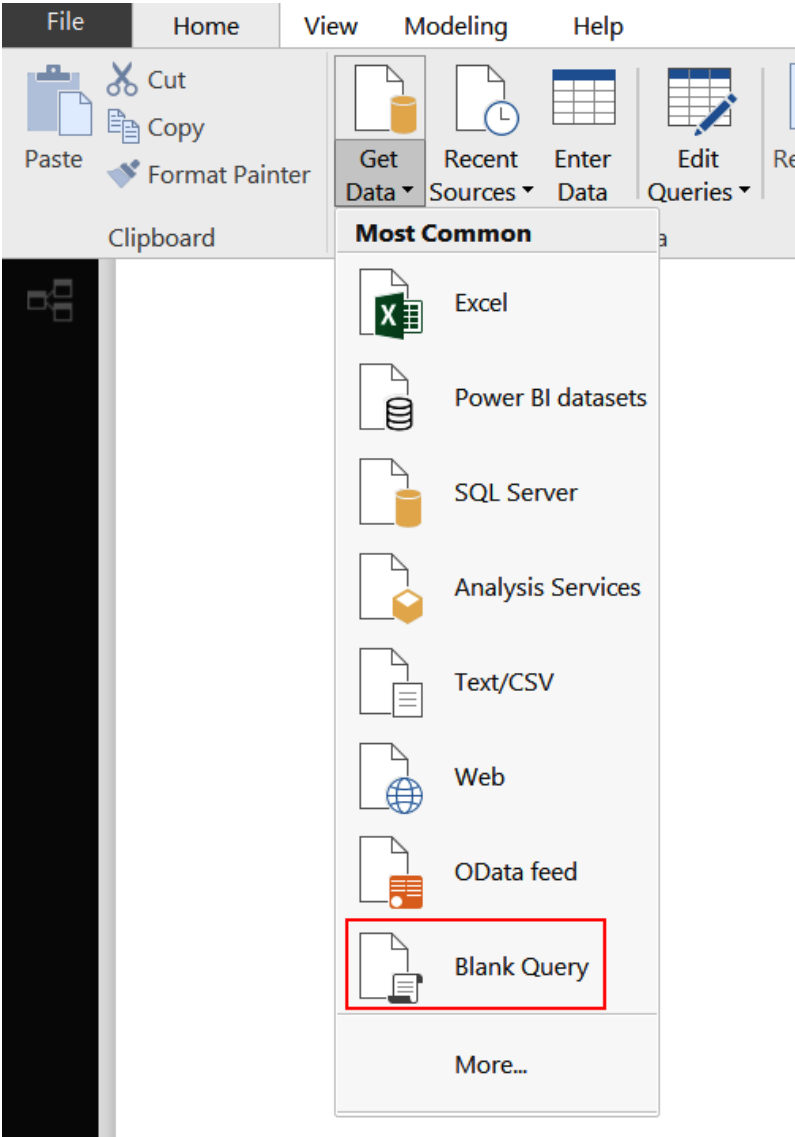 File Home View Modeling Help
Cut
Copy
Format Painter
Paste
Get Data
Recent Sources
Enter Data
Edit Queries
Re
Clipboard
a
Most Common
Excel
Power BI datasets
SQL Server
Analysis Services
Text/CSV
Web
OData feed
Blank Query
More...